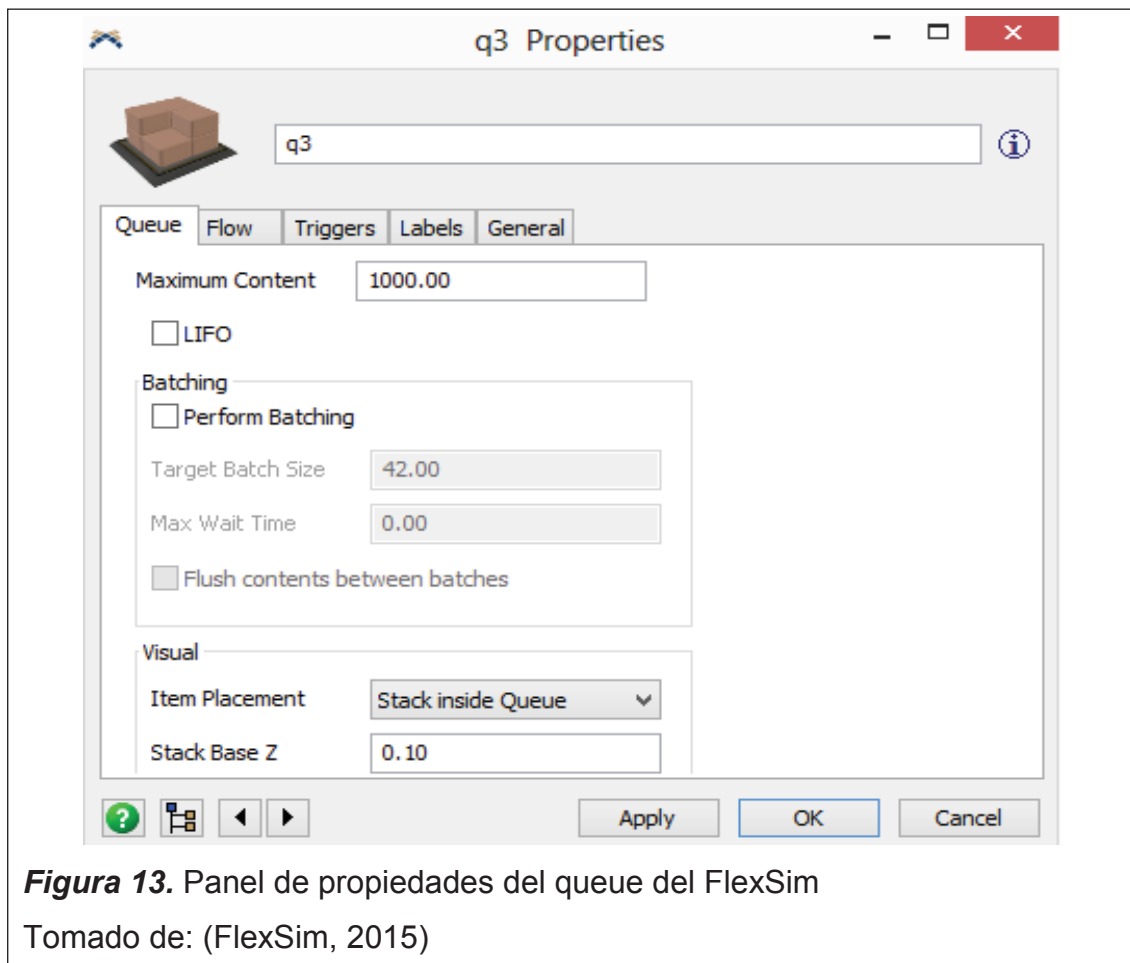 q3 Properties
q3
Queue Flow Triggers Labels General
Maximum Content 1000.00
LIFO
Batching
Perform Batching
Target Batch Size 42.00
Max Wait Time 0.00
Flush contents between batches
Visual
Item Placement Stack inside Queue
Stack Base Z 0.10
Apply OK Cancel
Figura 13. Panel de propiedades del queue del FlexSim
Tomado de: (FlexSim, 2015)